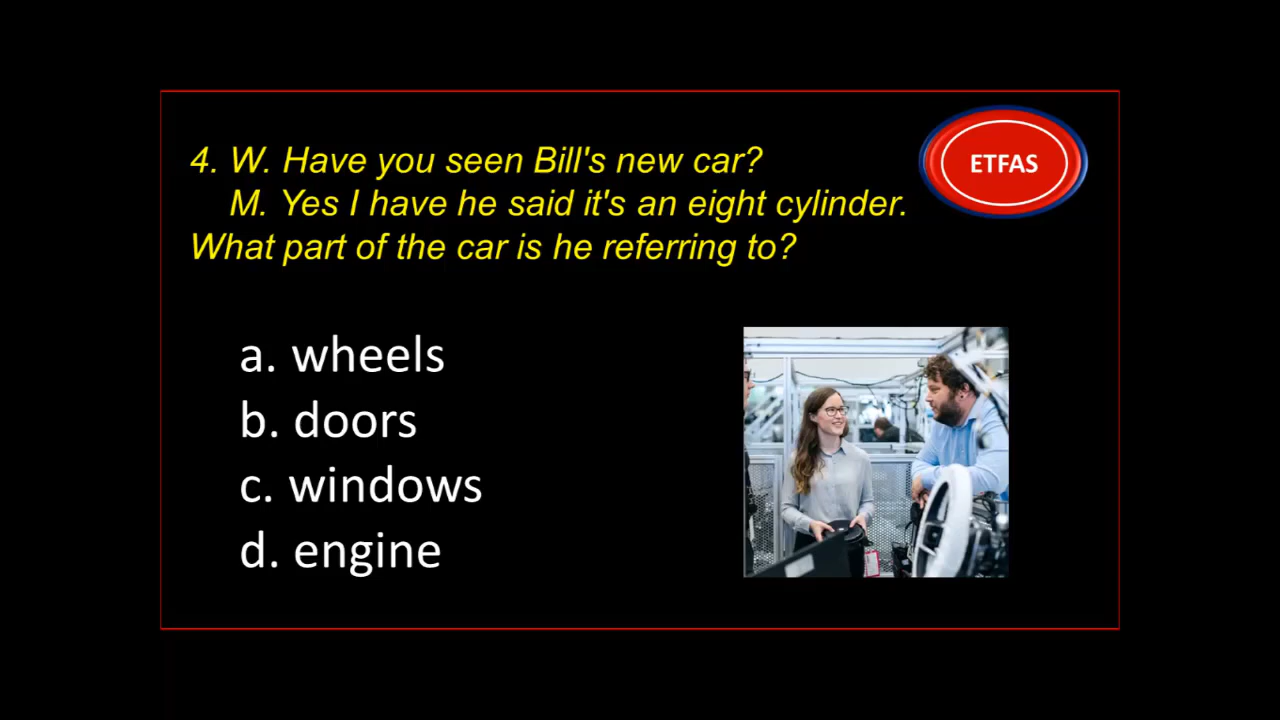 4. W. Have you seen Bill's new car?
M. Yes I have he said it's an eight cylinder.
What part of the car is he referring to?
ETFAS
a. wheels
b. doors
c. windows
d. engine